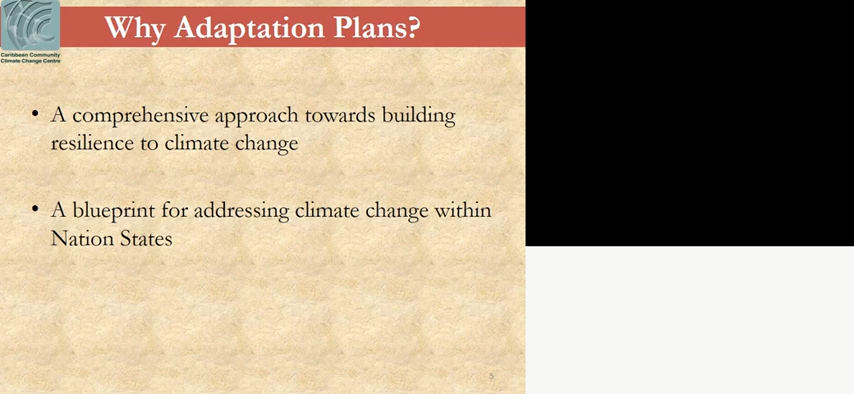 Why Adaptation Plans?
Caribbean Community
Climate Change Centre
• A comprehensive approach towards building
resilience to climate change
• A blueprint for addressing climate change within
Nation States
5